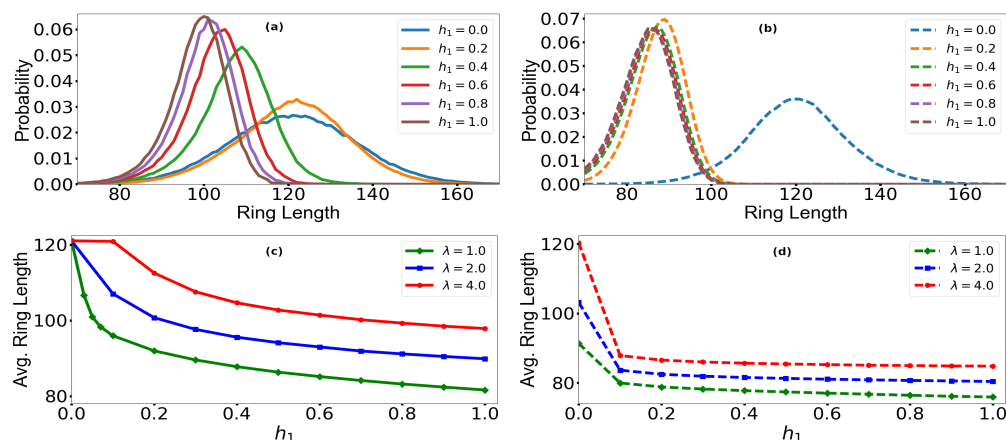 (a)
Probability
0.06
0.05
0.04
0.03
0.02
0.01
0.00
80
100
120
140
160
Ring Length
h₁ = 0.0
h₁ = 0.2
h₁ = 0.4
h₁ = 0.6
h₁ = 0.8
h₁ = 1.0
(b)
Probability
0.07
0.06
0.05
0.04
0.03
0.02
0.01
0.00
80
100
120
140
160
Ring Length
h₁ = 0.0
h₁ = 0.2
h₁ = 0.4
h₁ = 0.6
h₁ = 0.8
h₁ = 1.0
(c)
Avg. Ring Length
120
100
80
0.0
0.2
0.4
0.6
0.8
1.0
h₁
λ = 1.0
λ = 2.0
λ = 4.0
(d)
Avg. Ring Length
120
100
80
0.0
0.2
0.4
0.6
0.8
1.0
h₁
λ = 1.0
λ = 2.0
λ = 4.0